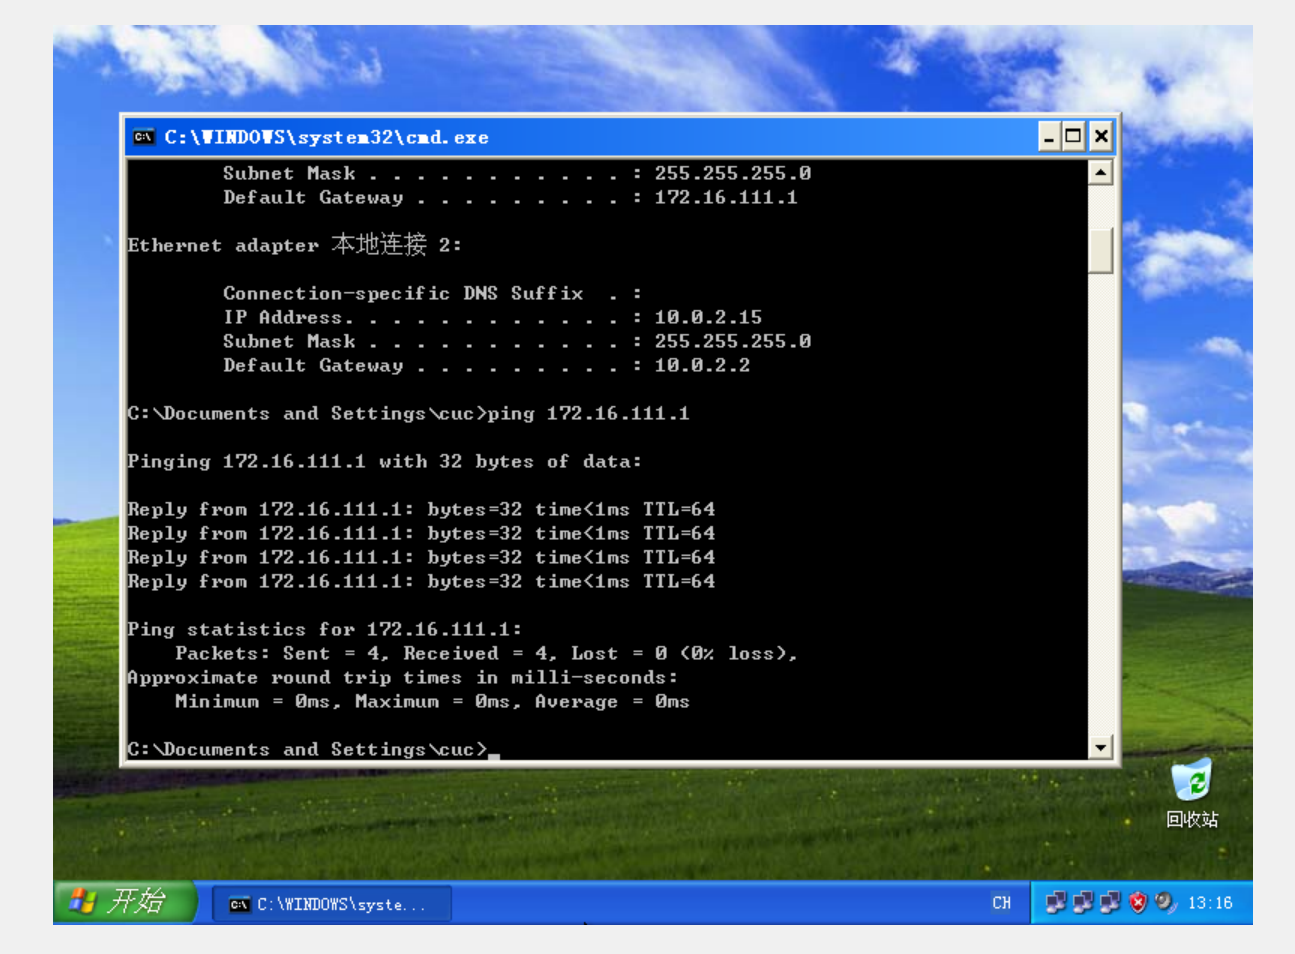 C:\WINDOWS\system32\cmd.exe
Subnet Mask . . . . . . . . . . . : 255.255.255.0
Default Gateway . . . . . . . . . : 172.16.111.1
Ethernet adapter 本地连接 2:
Connection-specific DNS Suffix  . :
IP Address. . . . . . . . . . . . : 10.0.2.15
Subnet Mask . . . . . . . . . . . : 255.255.255.0
Default Gateway . . . . . . . . . : 10.0.2.2
C:\Documents and Settings\cuc>ping 172.16.111.1
Pinging 172.16.111.1 with 32 bytes of data:
Reply from 172.16.111.1: bytes=32 time<1ms TTL=64
Reply from 172.16.111.1: bytes=32 time<1ms TTL=64
Reply from 172.16.111.1: bytes=32 time<1ms TTL=64
Reply from 172.16.111.1: bytes=32 time<1ms TTL=64
Ping statistics for 172.16.111.1:
Packets: Sent = 4, Received = 4, Lost = 0 (0% loss),
Approximate round trip times in milli-seconds:
Minimum = 0ms, Maximum = 0ms, Average = 0ms
C:\Documents and Settings\cuc>_
回收站
开始 C:\WINDOWS\syste... CH 13:16